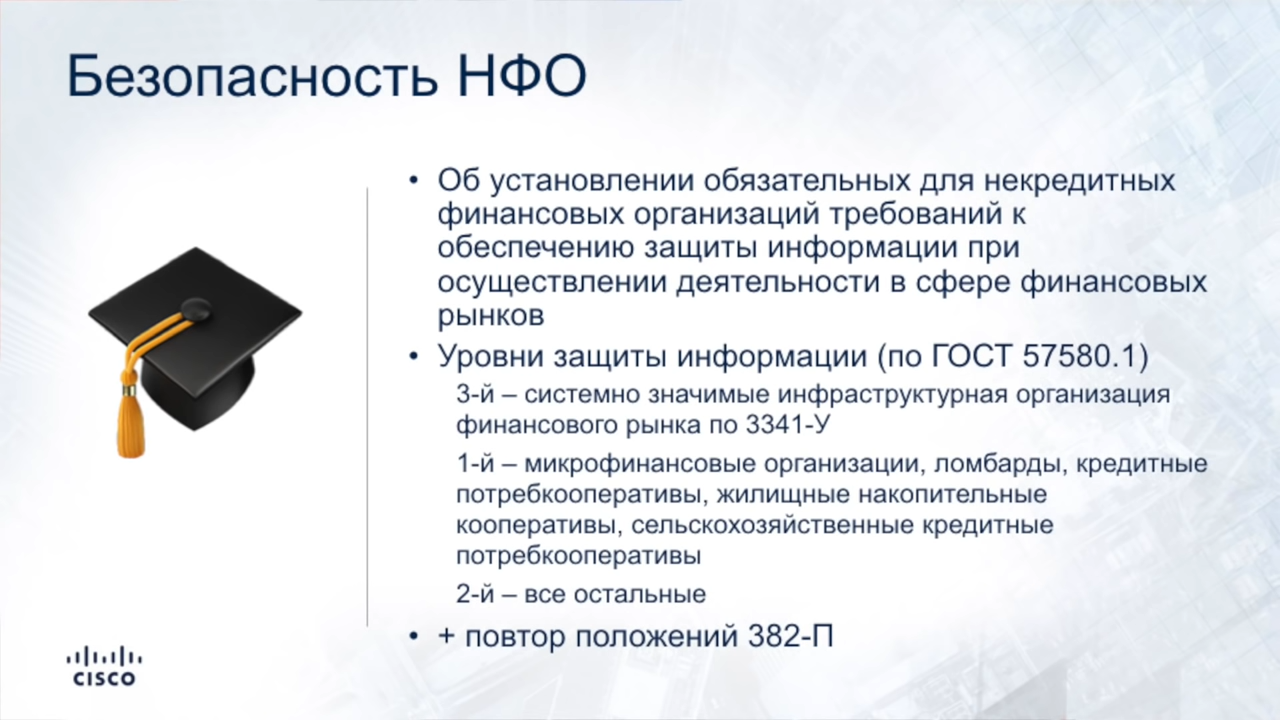 Безопасность НФО
• Об установлении обязательных для некредитных
финансовых организаций требований к
обеспечению защиты информации при
осуществлении деятельности в сфере финансовых
рынков
• Уровни защиты информации (по ГОСТ 57580.1)
3-й – системно значимые инфраструктурная организация
финансового рынка по 3341-У
1-й – микрофинансовые организации, ломбарды, кредитные
потребкооперативы, жилищные накопительные
кооперативы, сельскохозяйственные кредитные
потребкооперативы
2-й – все остальные
• + повтор положений 382-П
CISCO